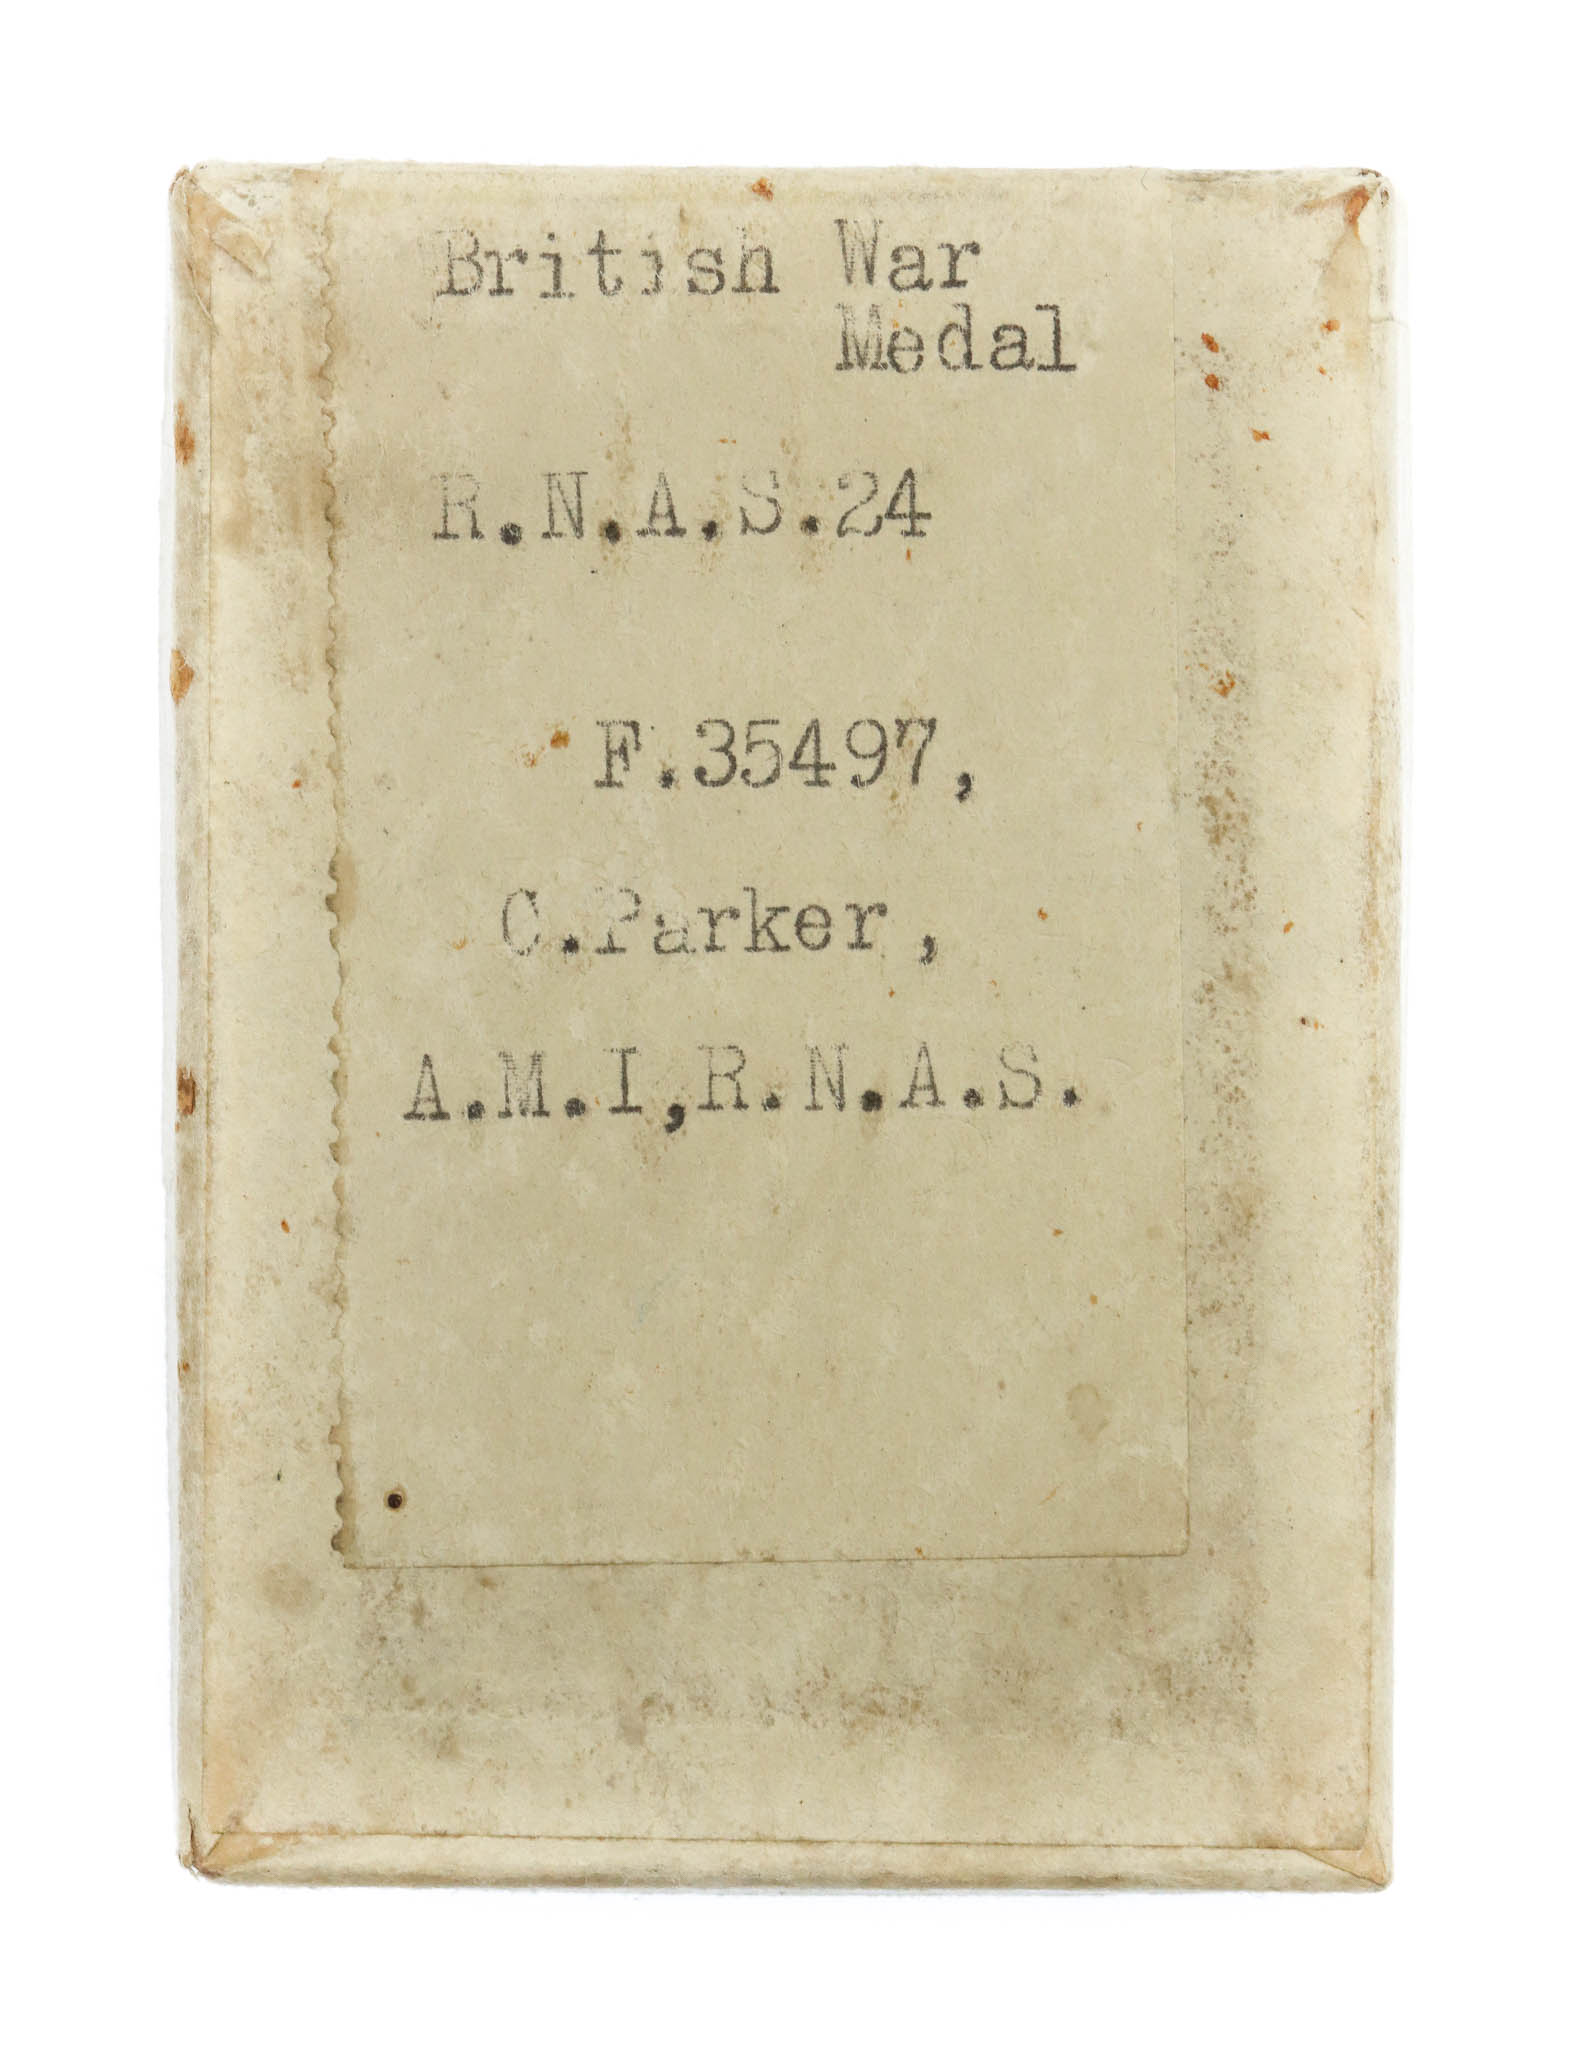 British War
Medal
R.N.A.S.24
F.35497,
C.Parker,
A.M.I,R.N.A.S.